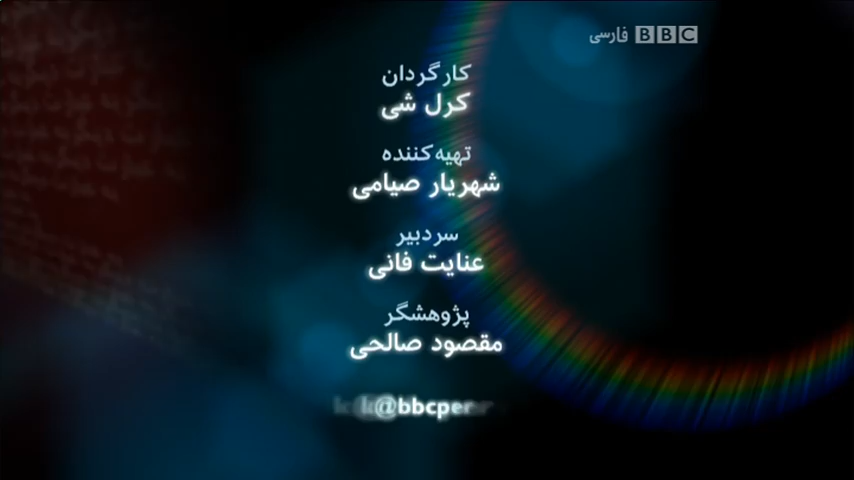 BBC فارسی
کارگردان
کرل شی
تهیه‌کننده
شهریار صیامی
سردبیر
عنایت فانی
پژوهشگر
مقصود صالحی